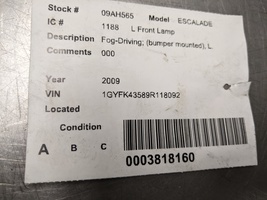 Stock # 09AH565 Model ESCALADE
IC # 1188 L Front Lamp
Description Fog-Driving; (bumper mounted), L.
Comments 000
Year 2009
VIN 1GYFK43589R118092
Located
Condition
A B C 0003818160